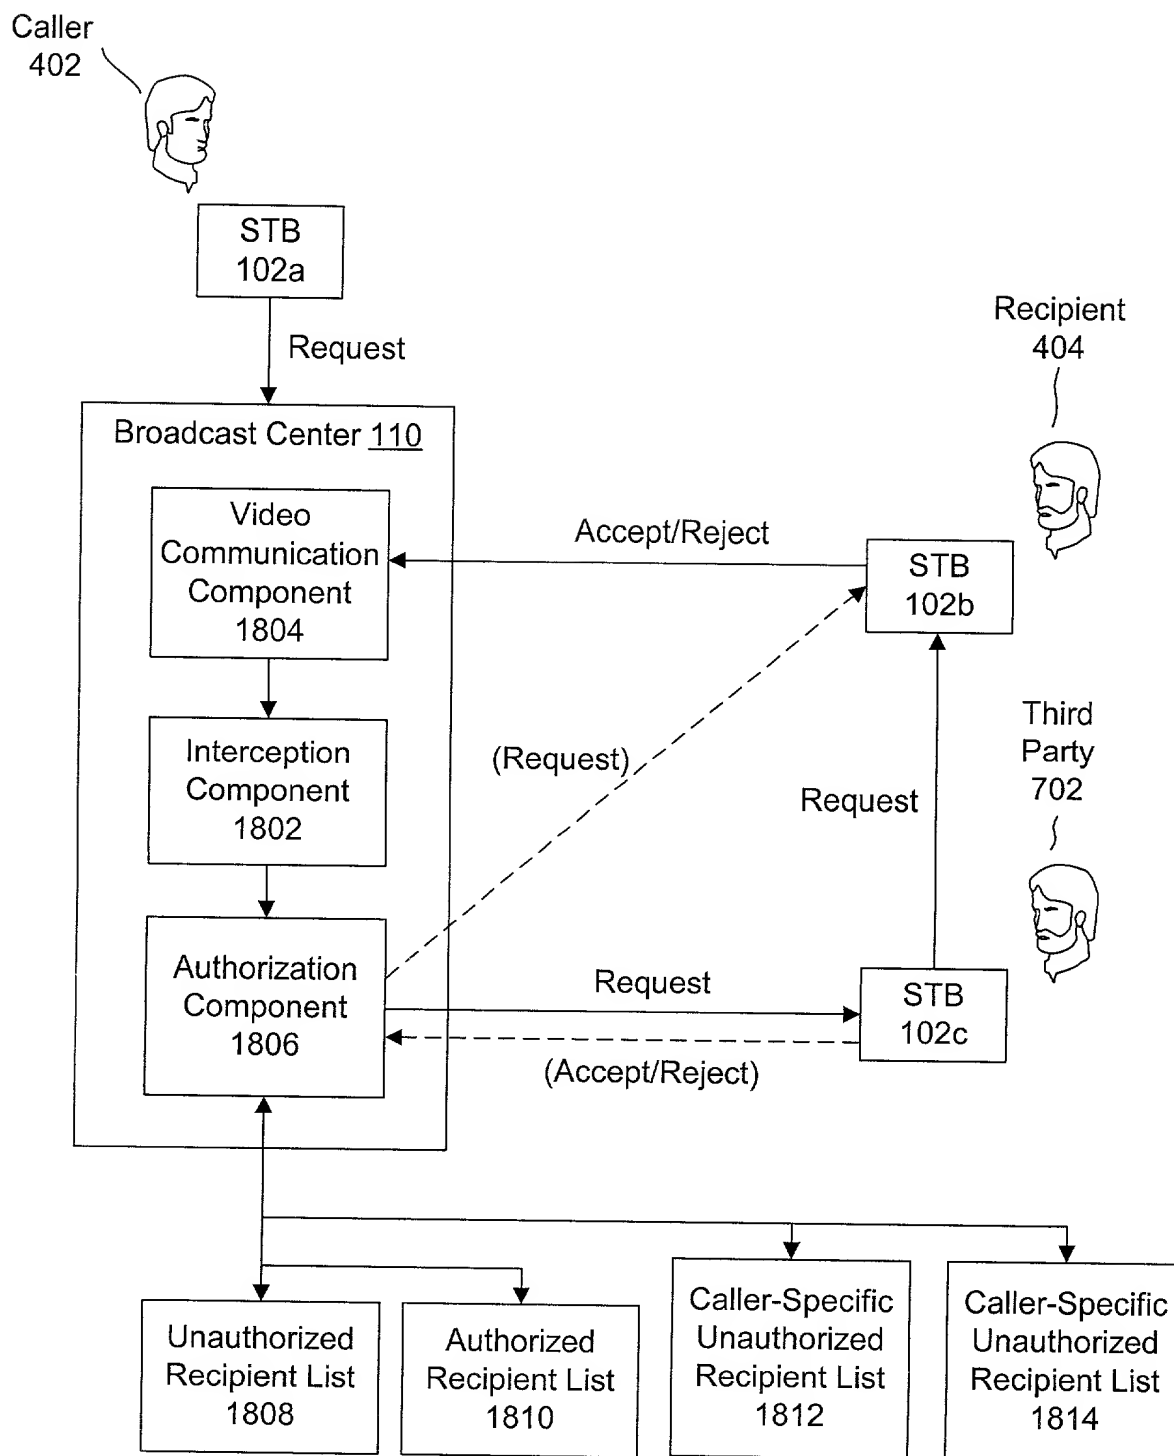 Caller
402
STB
102a
Request
Recipient
404
Broadcast Center 110
Video
Communication
Component
1804
Accept/Reject
STB
102b
Interception
Component
1802
(Request)
Request
Third
Party
702
Authorization
Component
1806
Request
(Accept/Reject)
STB
102c
Unauthorized
Recipient List
1808
Authorized
Recipient List
1810
Caller-Specific
Unauthorized
Recipient List
1812
Caller-Specific
Unauthorized
Recipient List
1814